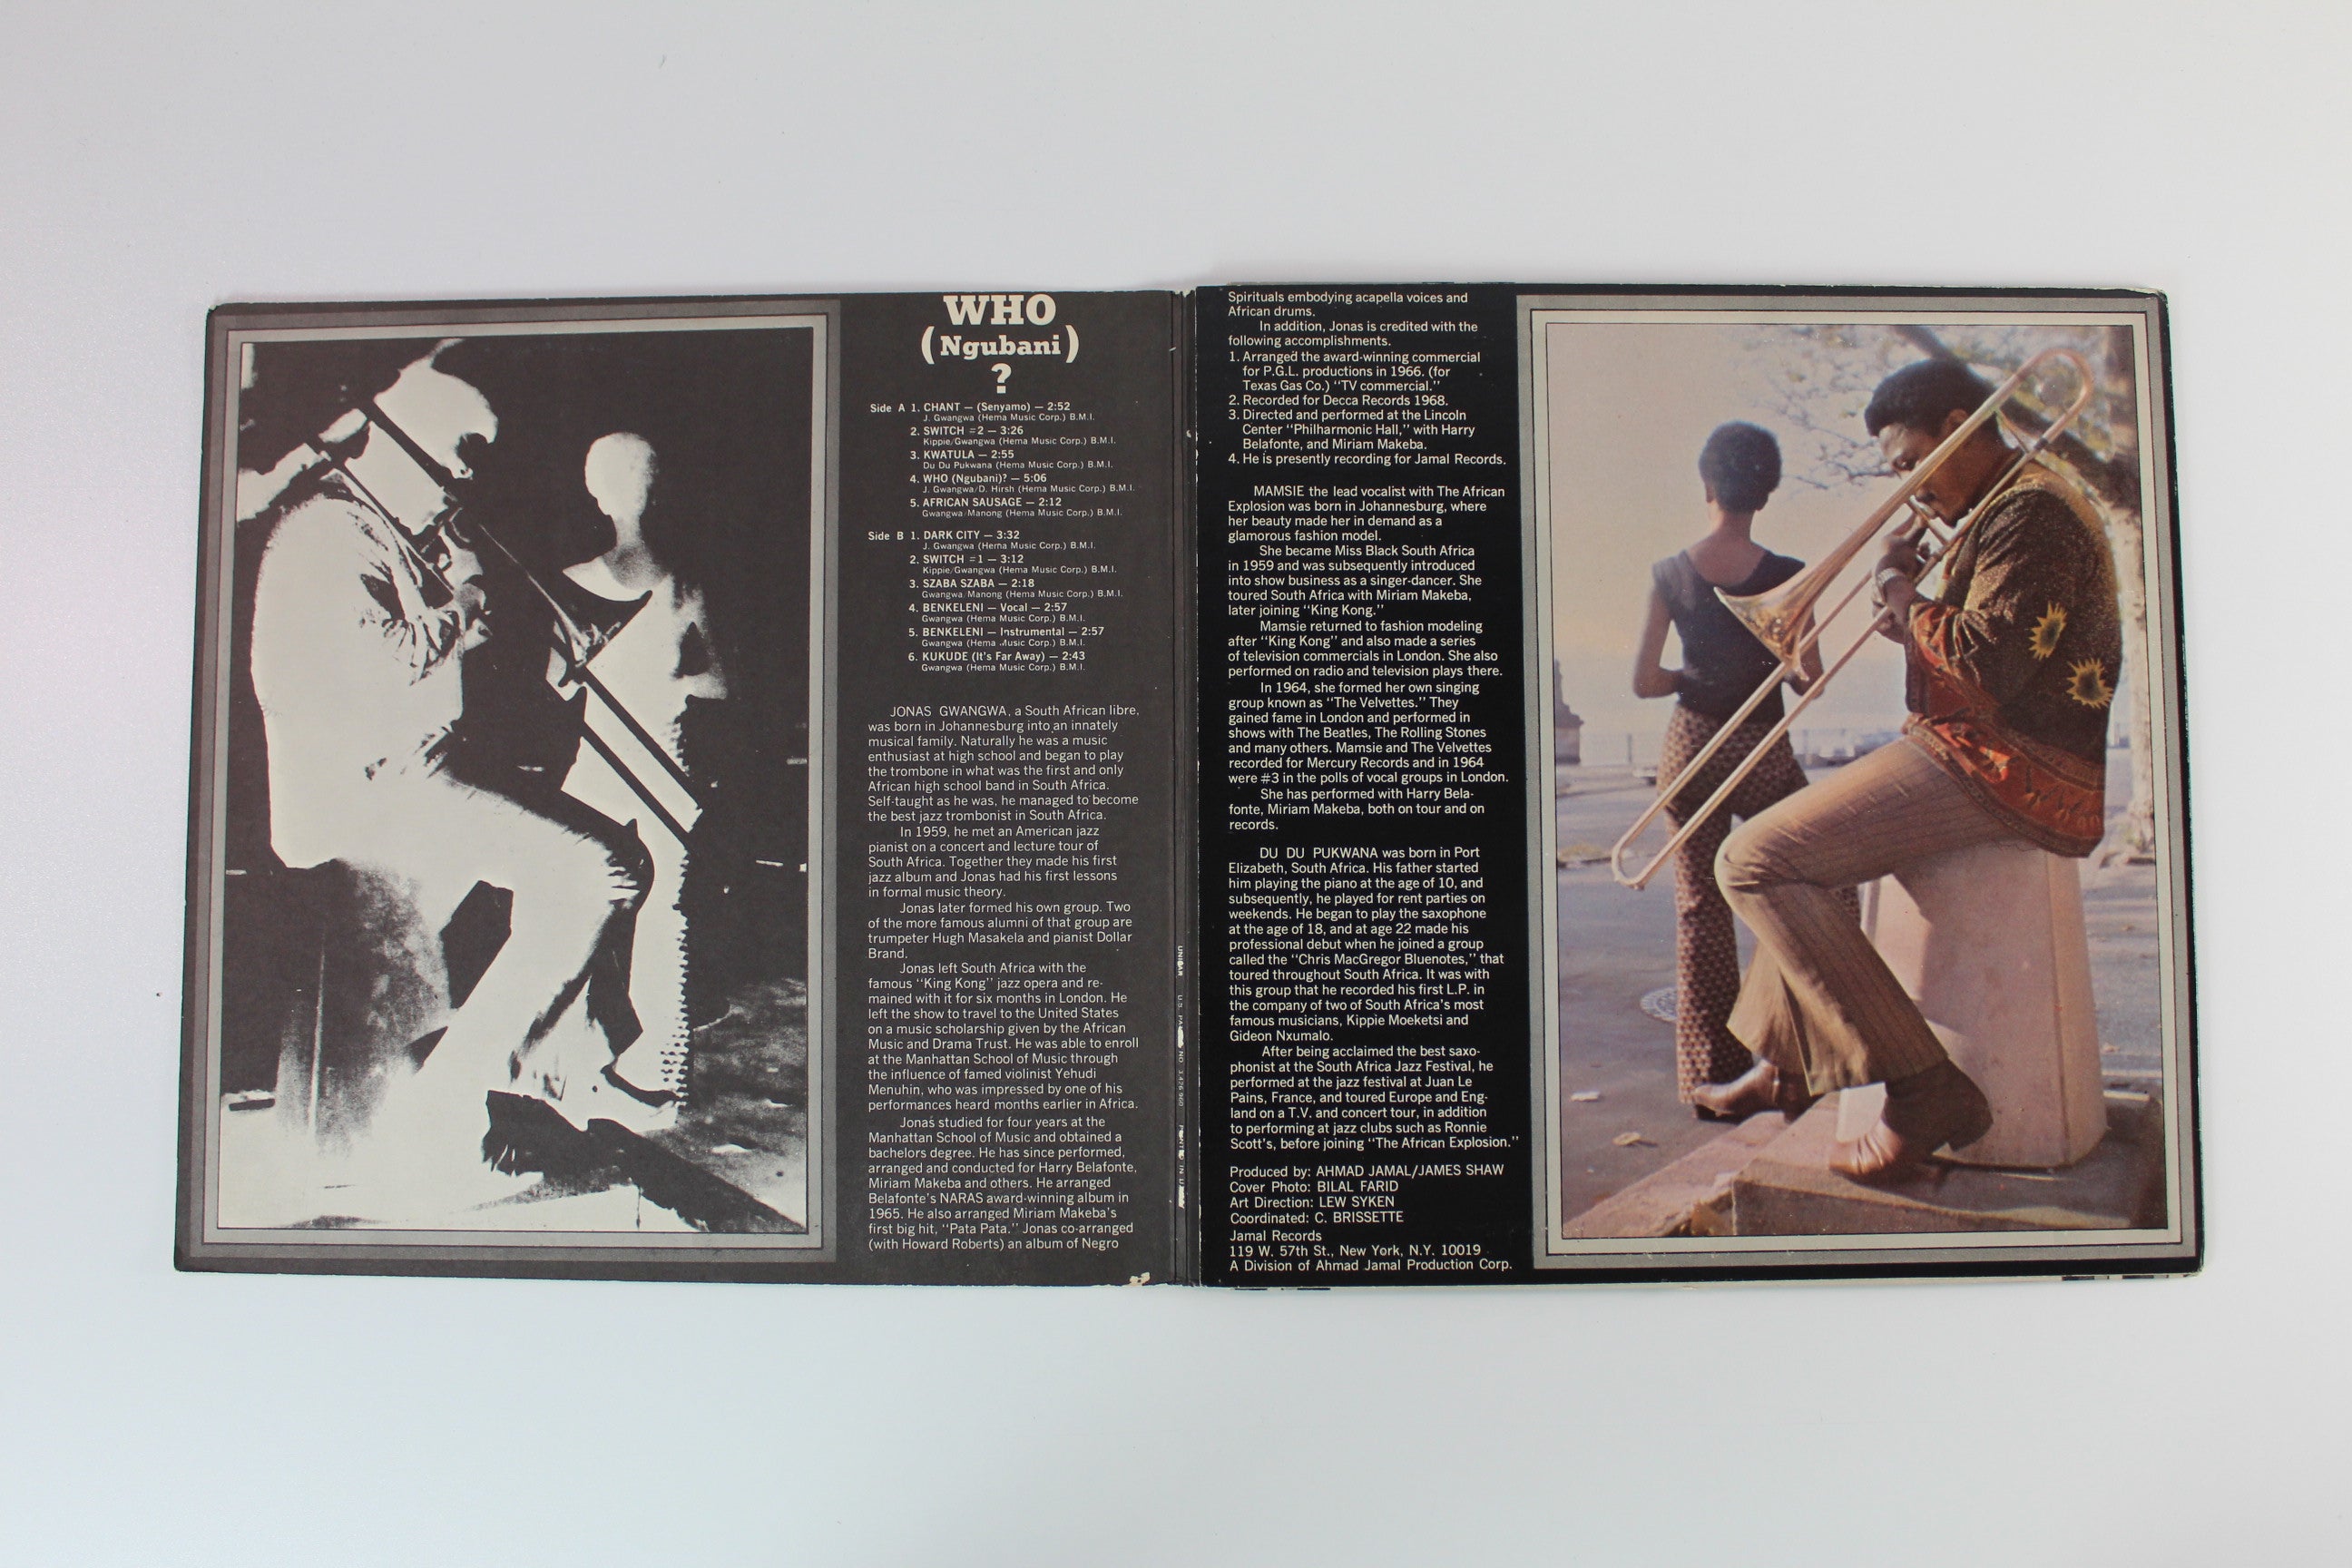 WHO
(Ngubani)
?
Side A 1. CHANT — (Senyamo) — 2:52
J. Gwangwa (Hema Music Corp.) B.M.I.
2. SWITCH #2 — 3:26
Kippie/Gwangwa (Hema Music Corp.) B.M.I.
3. KWATULA — 2:55
Du Du Pukwana (Hema Music Corp.) B.M.I.
4. WHO (Ngubani)? — 5:06
J. Gwangwa/D. Hirsh (Hema Music Corp.) B.M.I.
5. AFRICAN SAUSAGE — 2:12
Gwangwa/Manong (Hema Music Corp.) B.M.I.
Side B 1. DARK CITY — 3:32
J. Gwangwa (Hema Music Corp.) B.M.I.
2. SWITCH #1 — 3:12
Kippie/Gwangwa (Hema Music Corp.) B.M.I.
3. SZABA SZABA — 2:18
Gwangwa/Manong (Hema Music Corp.) B.M.I.
4. BENKELENI — Vocal — 2:57
Gwangwa (Hema Music Corp.) B.M.I.
5. BENKELENI — Instrumental — 2:57
Gwangwa (Hema Music Corp.) B.M.I.
6. KUKUDE (It's Far Away) — 2:43
Gwangwa (Hema Music Corp.) B.M.I.
JONAS GWANGWA, a South African libre,
was born in Johannesburg into an innately
musical family. Naturally he was a music
enthusiast at high school and began to play
the trombone in what was the first and only
African high school band in South Africa.
Self-taught as he was, he managed to become
the best jazz trombonist in South Africa.
In 1959, he met an American jazz
pianist on a concert and lecture tour of
South Africa. Together they made his first
jazz album and Jonas had his first lessons
in formal music theory.
Jonas later formed his own group. Two
of the more famous alumni of that group are
trumpeter Hugh Masakela and pianist Dollar
Brand.
Jonas left South Africa with the
famous "King Kong" jazz opera and re-
mained with it for six months in London. He
left the show to travel to the United States
on a music scholarship given by the African
Music and Drama Trust. He was able to enroll
at the Manhattan School of Music through
the influence of famed violinist Yehudi
Menuhin, who was impressed by one of his
performances heard months earlier in Africa.
Jonas studied for four years at the
Manhattan School of Music and obtained a
bachelors degree. He has since performed,
arranged and conducted for Harry Belafonte,
Miriam Makeba and others. He arranged
Belafonte's NARAS award-winning album in
1965. He also arranged Miriam Makeba's
first big hit, "Pata Pata." Jonas co-arranged
(with Howard Roberts) an album of Negro
Spirituals embodying acapella voices and
African drums.
In addition, Jonas is credited with the
following accomplishments.
1. Arranged the award-winning commercial
for P.G.L. productions in 1966. (for
Texas Gas Co.) "TV commercial."
2. Recorded for Decca Records 1968.
3. Directed and performed at the Lincoln
Center "Philharmonic Hall," with Harry
Belafonte, and Miriam Makeba.
4. He is presently recording for Jamal Records.
MAMSIE the lead vocalist with The African
Explosion was born in Johannesburg, where
her beauty made her in demand as a
glamorous fashion model.
She became Miss Black South Africa
in 1959 and was subsequently introduced
into show business as a singer-dancer. She
toured South Africa with Miriam Makeba,
later joining "King Kong."
Mamsie returned to fashion modeling
after "King Kong" and also made a series
of television commercials in London. She also
performed on radio and television plays there.
In 1964, she formed her own singing
group known as "The Velvettes." They
gained fame in London and performed in
shows with The Beatles, The Rolling Stones
and many others. Mamsie and The Velvettes
recorded for Mercury Records and in 1964
were #3 in the polls of vocal groups in London.
She has performed with Harry Bela-
fonte, Miriam Makeba, both on tour and on
records.
DU DU PUKWANA was born in Port
Elizabeth, South Africa. His father started
him playing the piano at the age of 10, and
subsequently, he played for rent parties on
weekends. He began to play the saxophone
at the age of 18, and at age 22 made his
professional debut when he joined a group
called the "Chris MacGregor Bluenotes," that
toured throughout South Africa. It was with
this group that he recorded his first L.P. in
the company of two of South Africa's most
famous musicians, Kippie Moeketsi and
Gideon Nxumalo.
After being acclaimed the best saxo-
phonist at the South Africa Jazz Festival, he
performed at the jazz festival at Juan Le
Pains, France, and toured Europe and Eng-
land on a T.V. and concert tour, in addition
to performing at jazz clubs such as Ronnie
Scott's, before joining "The African Explosion."
Produced by: AHMAD JAMAL/JAMES SHAW
Cover Photo: BILAL FARID
Art Direction: LEW SYKEN
Coordinated: C. BRISSETTE
Jamal Records
119 W. 57th St., New York, N.Y. 10019
A Division of Ahmad Jamal Production Corp.